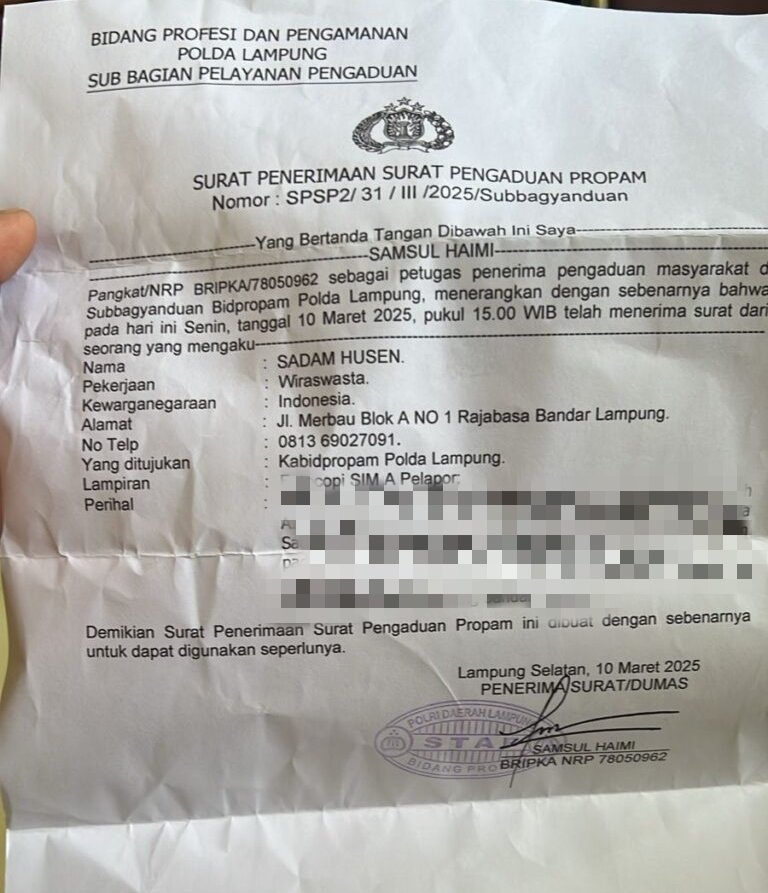 BIDANG PROFESI DAN PENGAMANAN
POLDA LAMPUNG
SUB BAGIAN PELAYANAN PENGADUAN
SURAT PENERIMAAN SURAT PENGADUAN PROPAM
Nomor : SPSP2/ 31 / III /2025/Subbagyanduan
Yang Bertanda Tangan Dibawah Ini Saya
SAMSUL HAIMI
Pangkat/NRP BRIPKA/78050962 sebagai petugas penerima pengaduan masyarakat d
Subbagyanduan Bidpropam Polda Lampung, menerangkan dengan sebenarnya bahwa
pada hari ini Senin, tanggal 10 Maret 2025, pukul 15.00 WIB telah menerima surat dari
seorang yang mengaku
Nama : SADAM HUSEN.
Pekerjaan : Wiraswasta.
Kewarganegaraan : Indonesia.
Alamat : Jl. Merbau Blok A NO 1 Rajabasa Bandar Lampung.
No Telp : 0813 69027091.
Yang ditujukan : Kabidpropam Polda Lampung.
Lampiran : SIM A Pelapor
Perihal :
Demikian Surat Penerimaan Surat Pengaduan Propam ini dibuat dengan sebenarnya
untuk dapat digunakan seperlunya.
Lampung Selatan, 10 Maret 2025
PENERIMA SURAT/DUMAS
POLRI DAERAH LAMPUNG
BIDANG
SAMSUL HAIMI
BRIPKA NRP 78050962